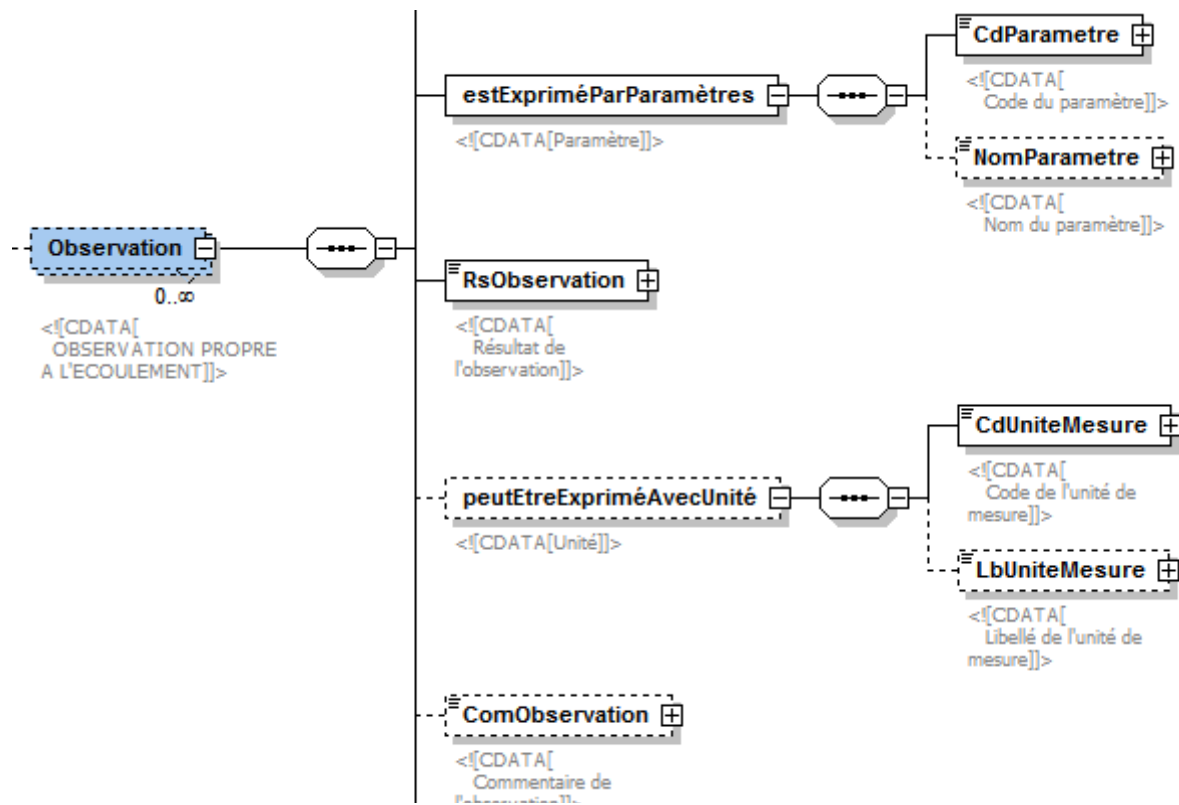 CdParametre
<![CDATA[
Code du paramètre]]>
estExpriméParParamètres
<![CDATA[Paramètre]]>
NomParametre
<![CDATA[
Nom du paramètre]]>
Observation
0..∞
<![CDATA[
OBSERVATION PROPRE
A L'ECOULEMENT]]>
RsObservation
<![CDATA[
Résultat de
l'observation]]>
CdUniteMesure
<![CDATA[
Code de l'unité de
mesure]]>
peutEtreExpriméAvecUnité
<![CDATA[Unité]]>
LbUniteMesure
<![CDATA[
Libellé de l'unité de
mesure]]>
ComObservation
<![CDATA[
Commentaire de
l'observation]]>